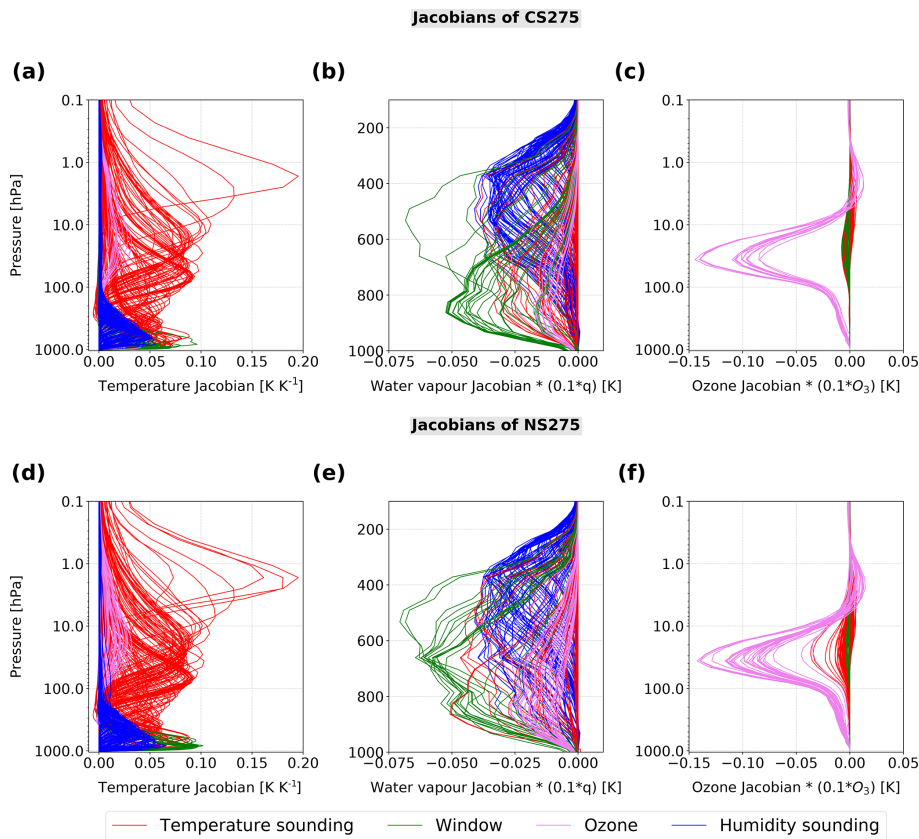 Jacobians of CS275
(a) (b) (c)
0.1
1.0
10.0
100.0
1000.0
Pressure [hPa]
0.00 0.05 0.10 0.15 0.20
Temperature Jacobian [K K⁻¹]
200
400
600
800
1000
−0.075 −0.050 −0.025 0.000
Water vapour Jacobian * (0.1*q) [K]
0.1
1.0
10.0
100.0
1000.0
−0.15 −0.10 −0.05 0.00 0.05
Ozone Jacobian * (0.1*O₃) [K]
Jacobians of NS275
(d) (e) (f)
0.1
1.0
10.0
100.0
1000.0
Pressure [hPa]
0.00 0.05 0.10 0.15 0.20
Temperature Jacobian [K K⁻¹]
200
400
600
800
1000
−0.075 −0.050 −0.025 0.000
Water vapour Jacobian * (0.1*q) [K]
0.1
1.0
10.0
100.0
1000.0
−0.15 −0.10 −0.05 0.00 0.05
Ozone Jacobian * (0.1*O₃) [K]
Temperature sounding Window Ozone Humidity sounding